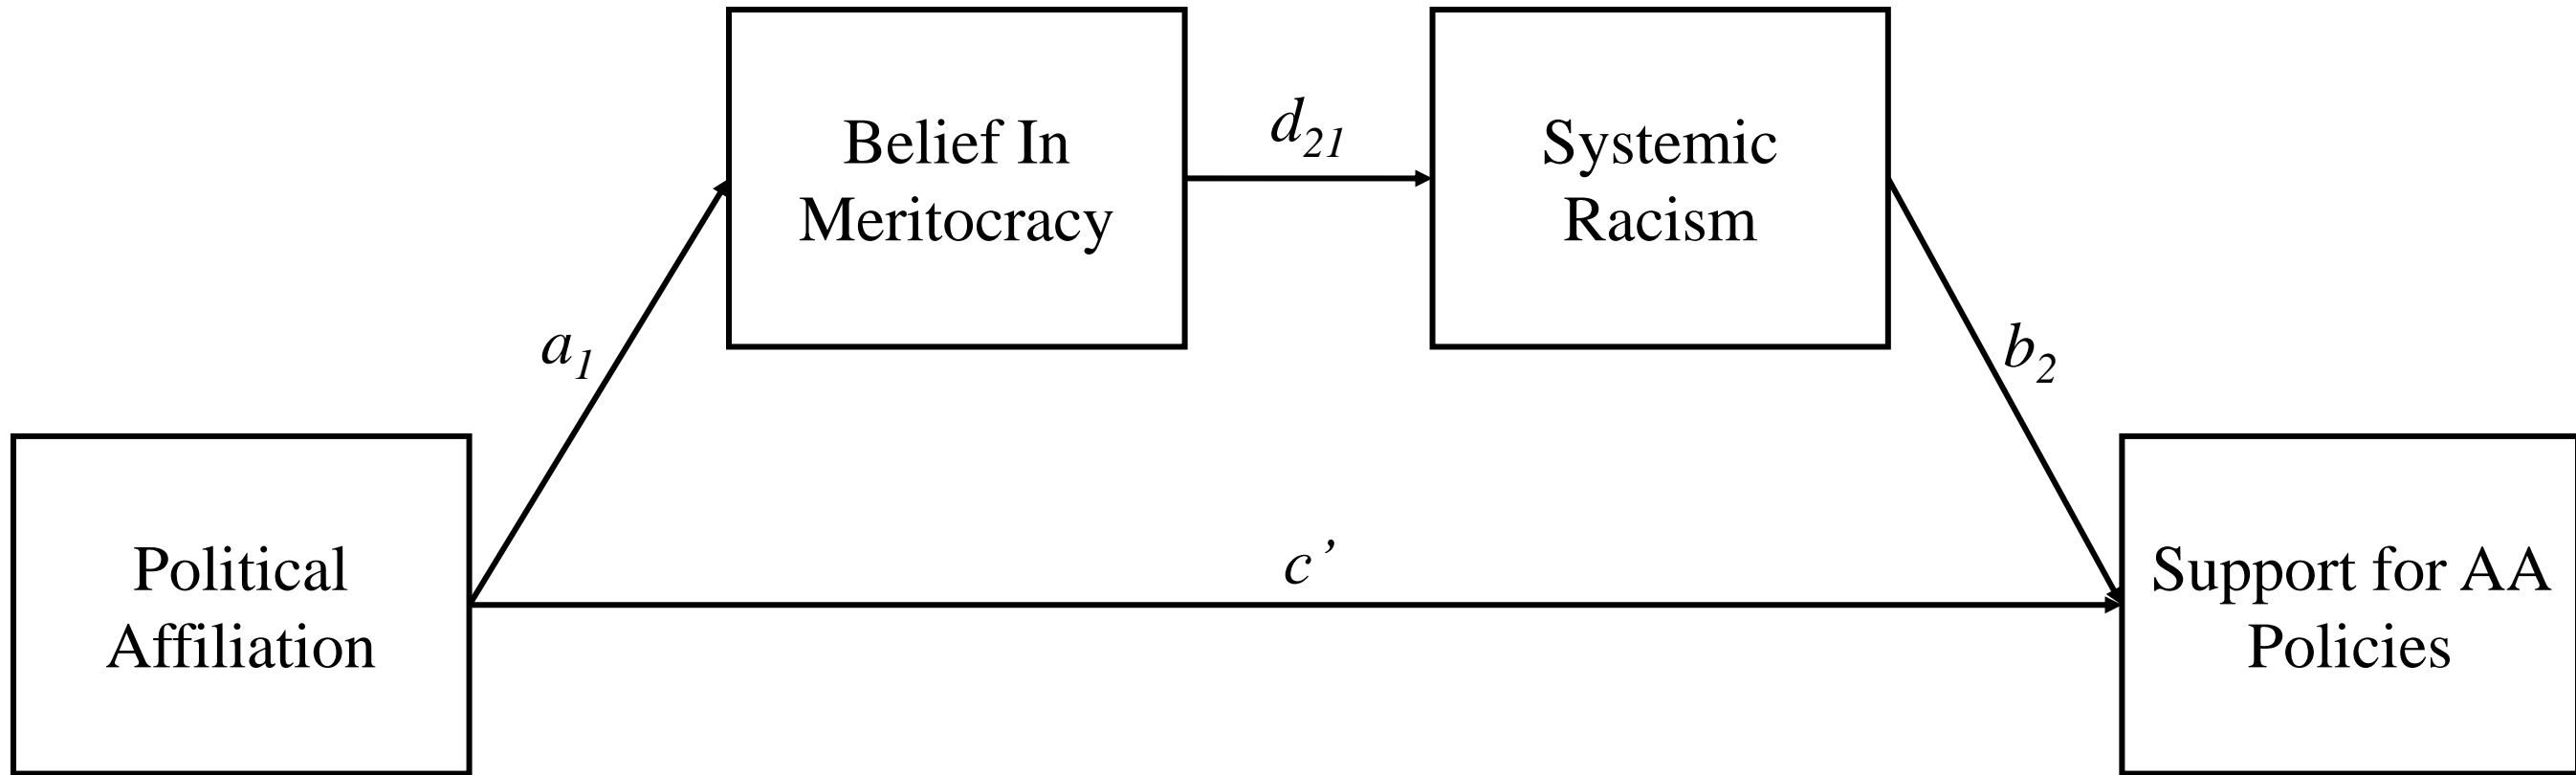 Belief In
Meritocracy
d21
Systemic
Racism
a1
b2
Political
Affiliation
c’
Support for AA
Policies